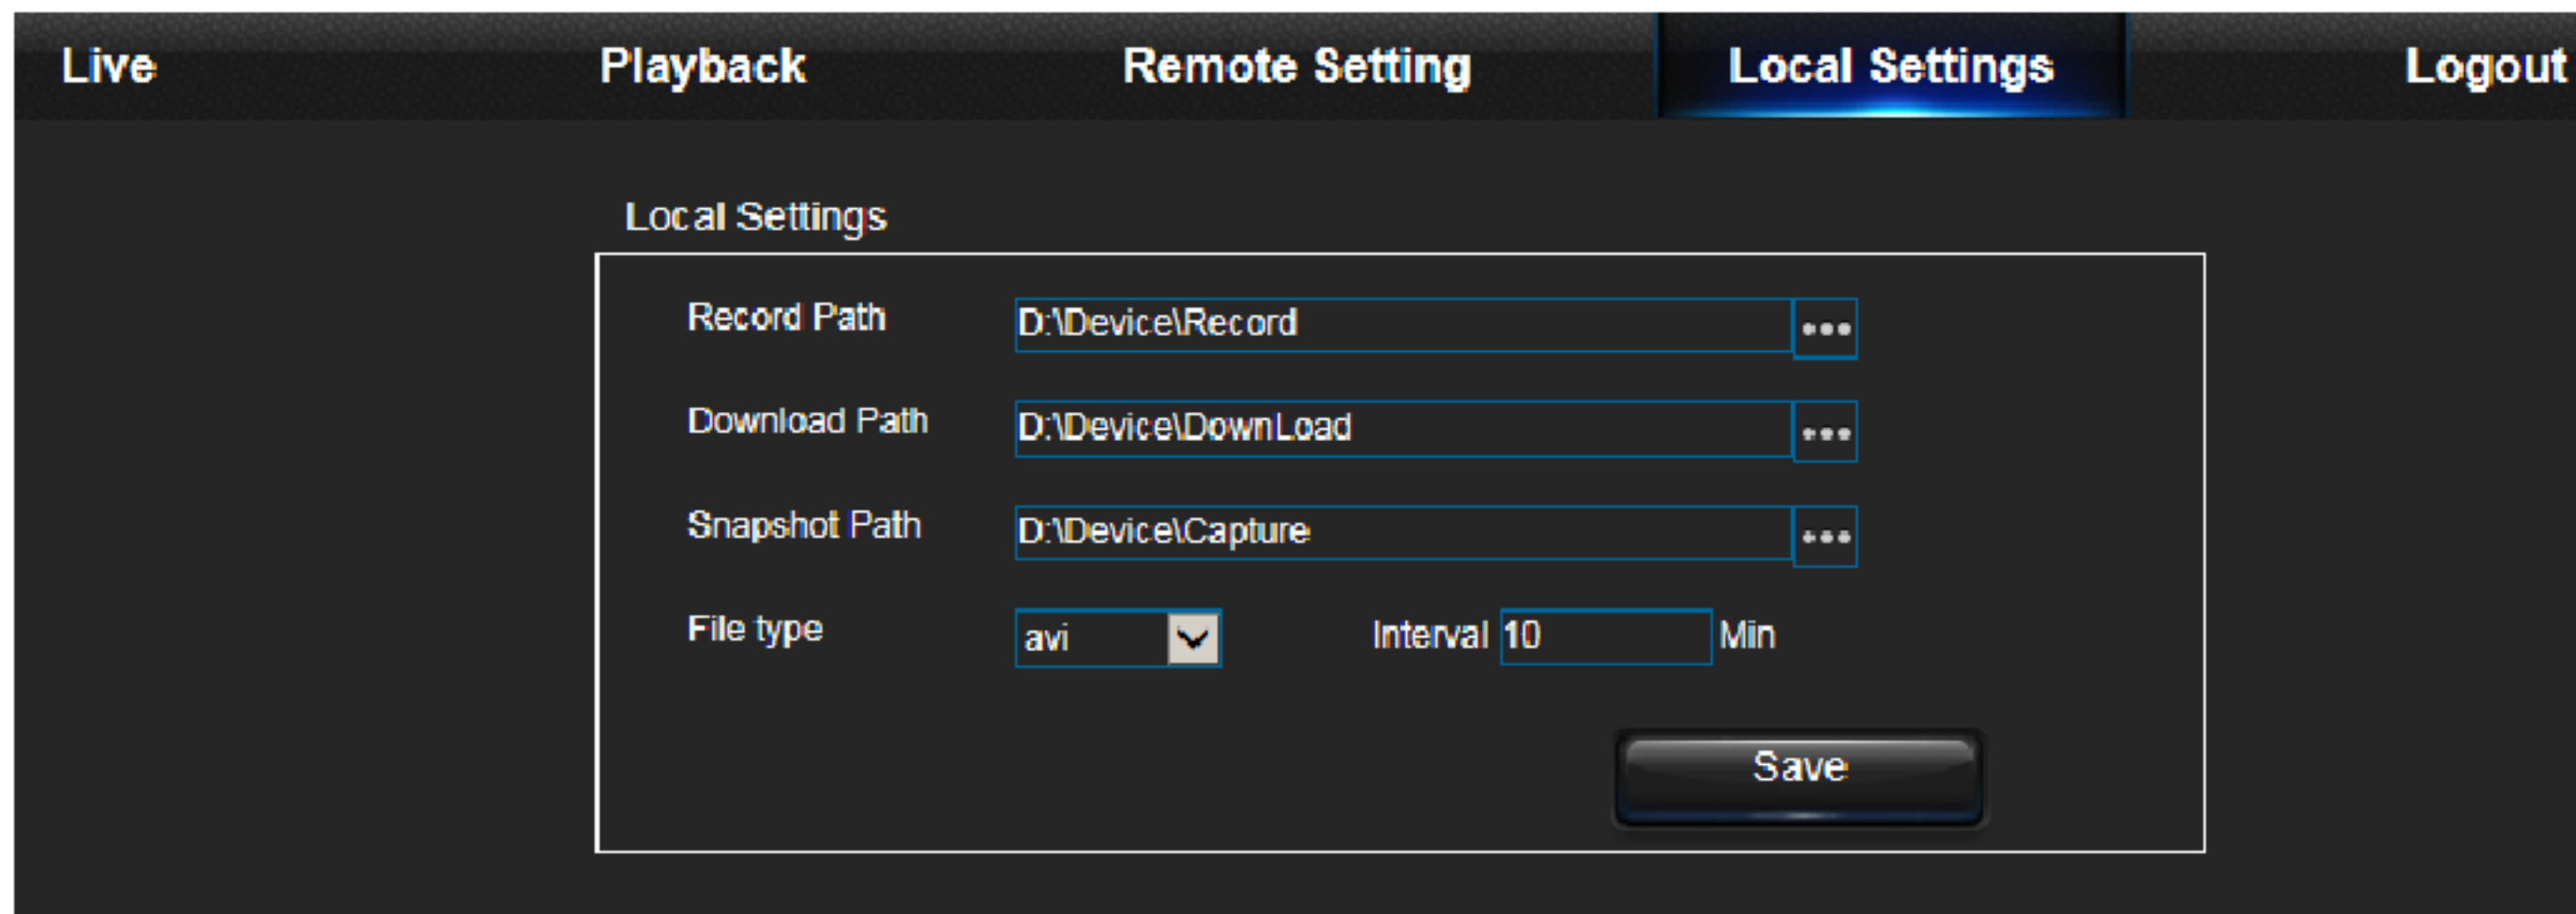 Live Playback Remote Setting Local Settings Logout
Local Settings
Record Path D:\Device\Record ...
Download Path D:\Device\DownLoad ...
Snapshot Path D:\Device\Capture ...
File type avi Interval 10 Min
Save